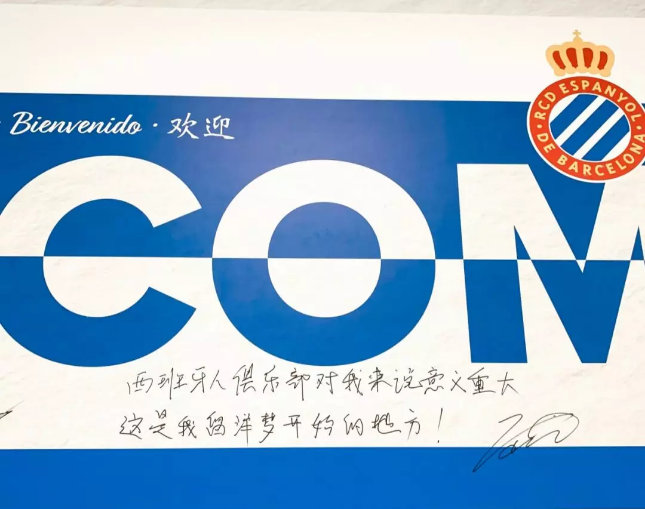 Bienvenido · 欢迎
RCD ESPANYOL
DE BARCELONA
COM
西班牙人俱乐部对我来说意义重大
这是我留洋梦开始的地方！